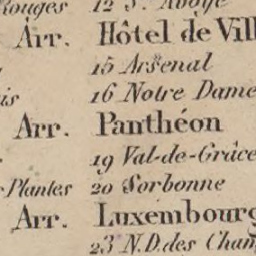 Rouges 12 S. Avoye
Arr. Hôtel de Vill
15 Arsenal
is 16 Notre Dame
Arr. Panthéon
19 Val-de-Grâce
Plantes 20 Sorbonne
Arr. Luxembourg
23 N.D. des Cham